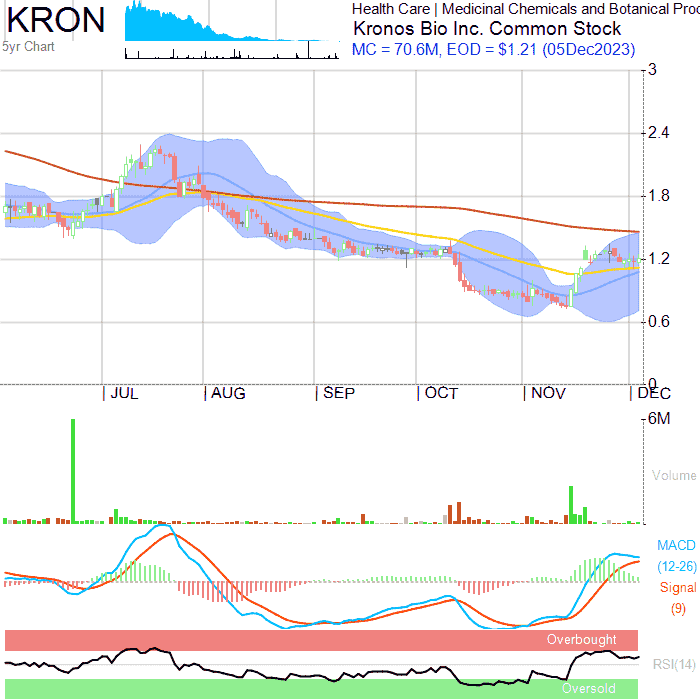 KRON
5yr Chart
Health Care | Medicinal Chemicals and Botanical Proc
Kronos Bio Inc. Common Stock
MC = 70.6M, EOD = $1.21 (05Dec2023)
3
2.4
1.8
1.2
0.6
0
| JUL | AUG | SEP | OCT | NOV | DEC
6M
Volume
MACD
(12-26)
Signal
(9)
Overbought
RSI(14)
Oversold